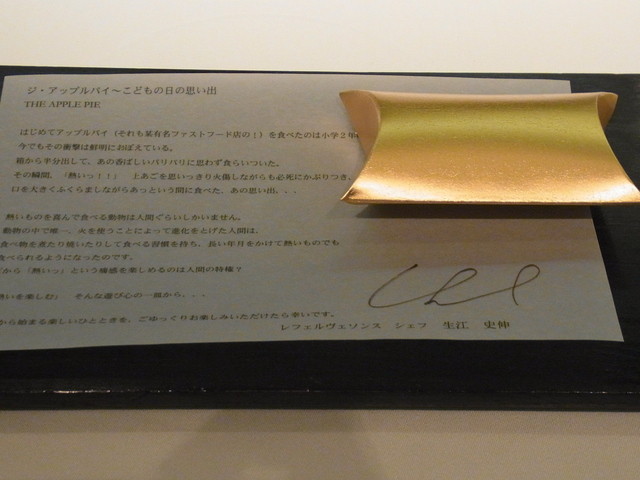 ジ・アップルパイ～こどもの日の思い出
THE APPLE PIE
はじめてアップルパイ（それも某有名ファストフード店の！）を食べたのは小学２年
今でもその衝撃は鮮明におぼえている。
箱から半分出して、あの香ばしいパリパリに思わず食らいついた。
その瞬間、「熱いっ！！」　上あごを思いっきり火傷しながらも必死にかぶりつき、
口を大きくふくらましながらあっという間に食べた、あの思い出．．．
熱いものを喜んで食べる動物は人間ぐらいしかいません。
動物の中で唯一、火を使うことによって進化をとげた人間は、
食べ物を煮たり焼いたりして食べる習慣を持ち、長い年月をかけて熱いものでも
食べられるようになったのです。
から「熱いっ」という痛感を楽しめるのは人間の特権？
熱いを楽しむ」　そんな遊び心の一皿から．．．
から始まる楽しいひとときを、ごゆっくりお楽しみいただけたら幸いです。
レフェルヴェソンス　シェフ　生江　史伸